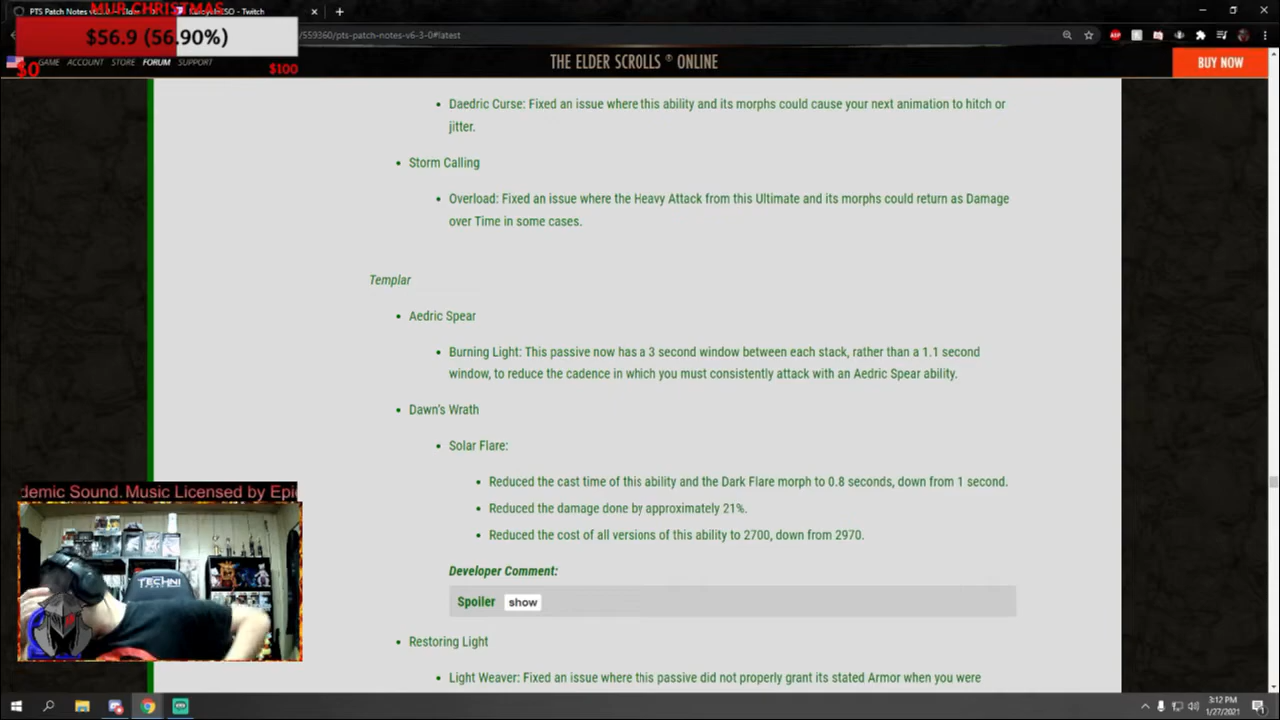 PTS Patch Notes v6.3.0
ESO - Twitch
MUB CHRISTMAS
$56.9 (56.90%)
$0
$100
559360/pts-patch-notes-v6-3-0#latest
GAME ACCOUNT STORE FORUM SUPPORT
THE ELDER SCROLLS ® ONLINE
BUY NOW
• Daedric Curse: Fixed an issue where this ability and its morphs could cause your next animation to hitch or
jitter.
• Storm Calling
• Overload: Fixed an issue where the Heavy Attack from this Ultimate and its morphs could return as Damage
over Time in some cases.
Templar
• Aedric Spear
• Burning Light: This passive now has a 3 second window between each stack, rather than a 1.1 second
window, to reduce the cadence in which you must consistently attack with an Aedric Spear ability.
• Dawn's Wrath
• Solar Flare:
• Reduced the cast time of this ability and the Dark Flare morph to 0.8 seconds, down from 1 second.
• Reduced the damage done by approximately 21%.
• Reduced the cost of all versions of this ability to 2700, down from 2970.
Developer Comment:
Spoiler show
• Restoring Light
• Light Weaver: Fixed an issue where this passive did not properly grant its stated Armor when you were
demic Sound. Music Licensed by Epi
TECHNI
3:12 PM
1/27/2021